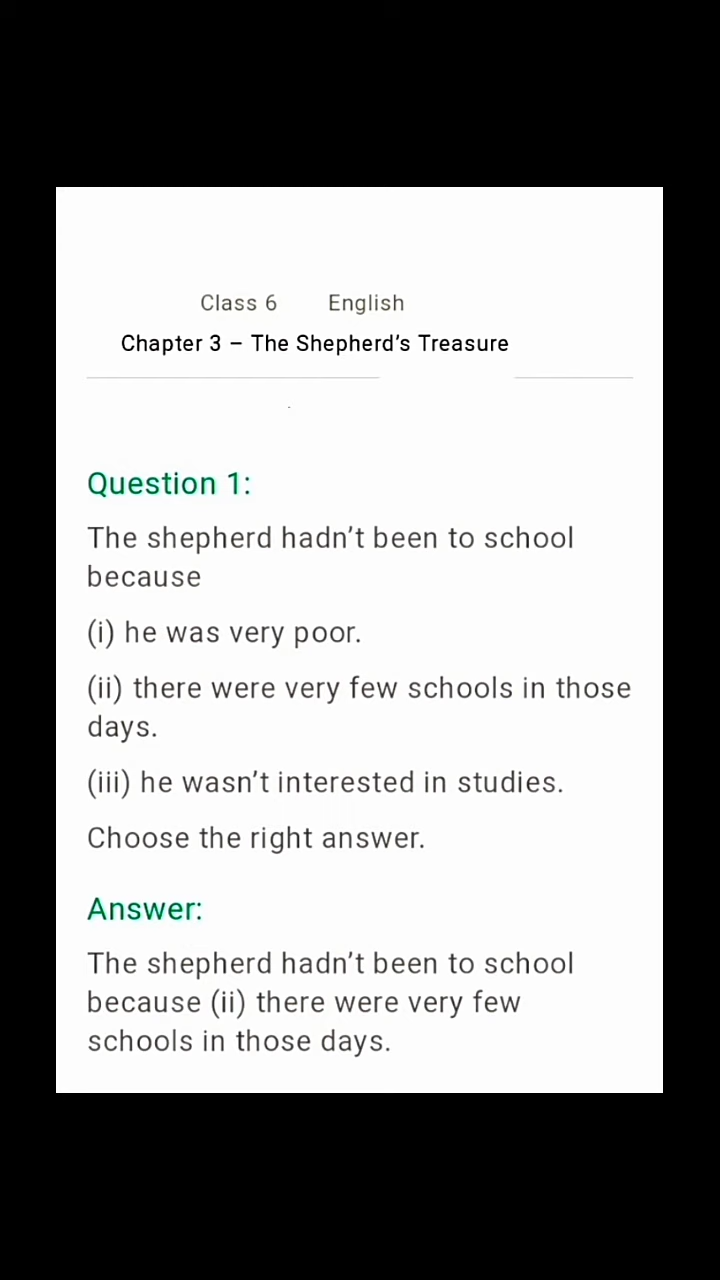 Class 6 English
Chapter 3 – The Shepherd’s Treasure
Question 1:
The shepherd hadn’t been to school
because
(i) he was very poor.
(ii) there were very few schools in those
days.
(iii) he wasn’t interested in studies.
Choose the right answer.
Answer:
The shepherd hadn’t been to school
because (ii) there were very few
schools in those days.